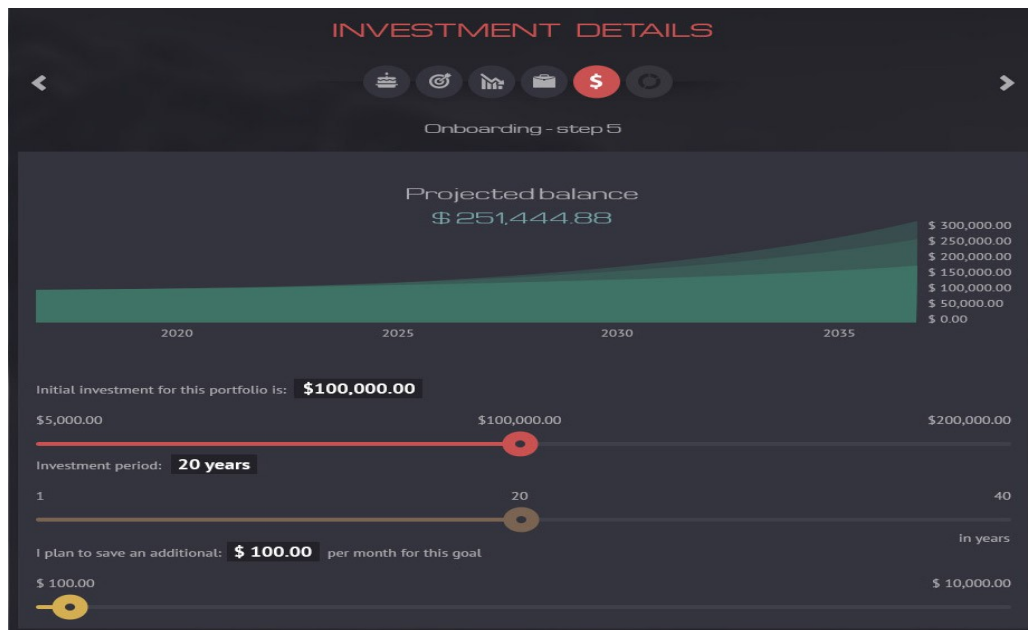 INVESTMENT DETAILS
$
Onboarding - step 5
Projected balance
$ 251,444.88
$ 300,000.00
$ 250,000.00
$ 200,000.00
$ 150,000.00
$ 100,000.00
$ 50,000.00
$ 0.00
2020 2025 2030 2035
Initial investment for this portfolio is: $100,000.00
$5,000.00 $100,000.00 $200,000.00
Investment period: 20 years
1 20 40
in years
I plan to save an additional: $ 100.00 per month for this goal
$ 100.00 $ 10,000.00